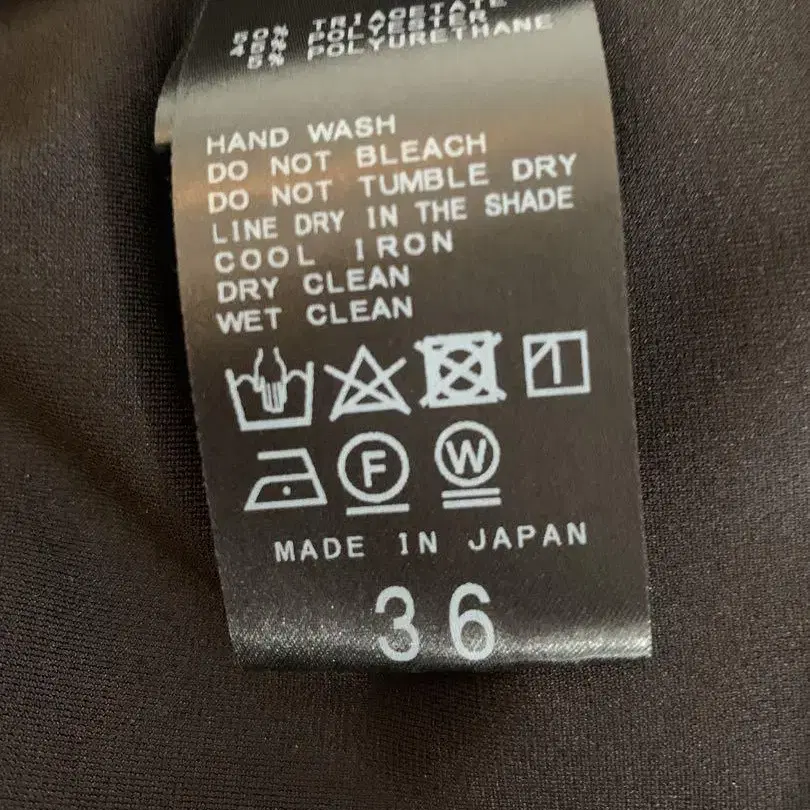 50% TRIACETATE
45% POLYESTER
5% POLYURETHANE
HAND WASH
DO NOT BLEACH
DO NOT TUMBLE DRY
LINE DRY IN THE SHADE
COOL IRON
DRY CLEAN
WET CLEAN
F W
MADE IN JAPAN
36